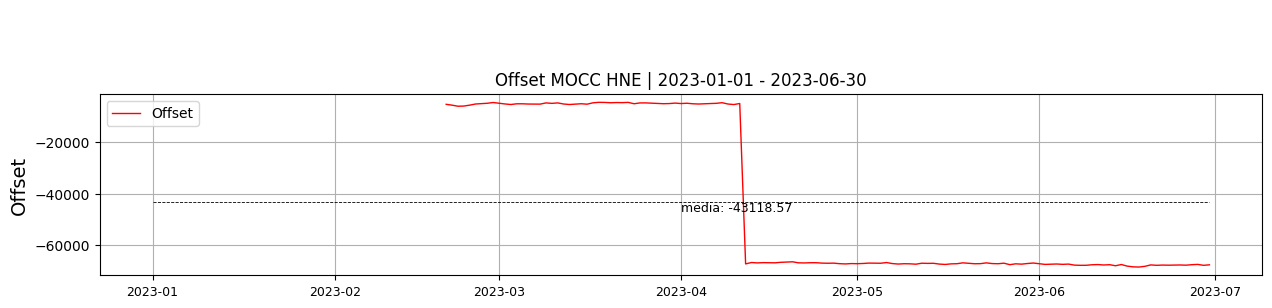 Offset MOCC HNE | 2023-01-01 - 2023-06-30
Offset
Offset
−20000
−40000
−60000
media: -43118.57
2023-01 2023-02 2023-03 2023-04 2023-05 2023-06 2023-07